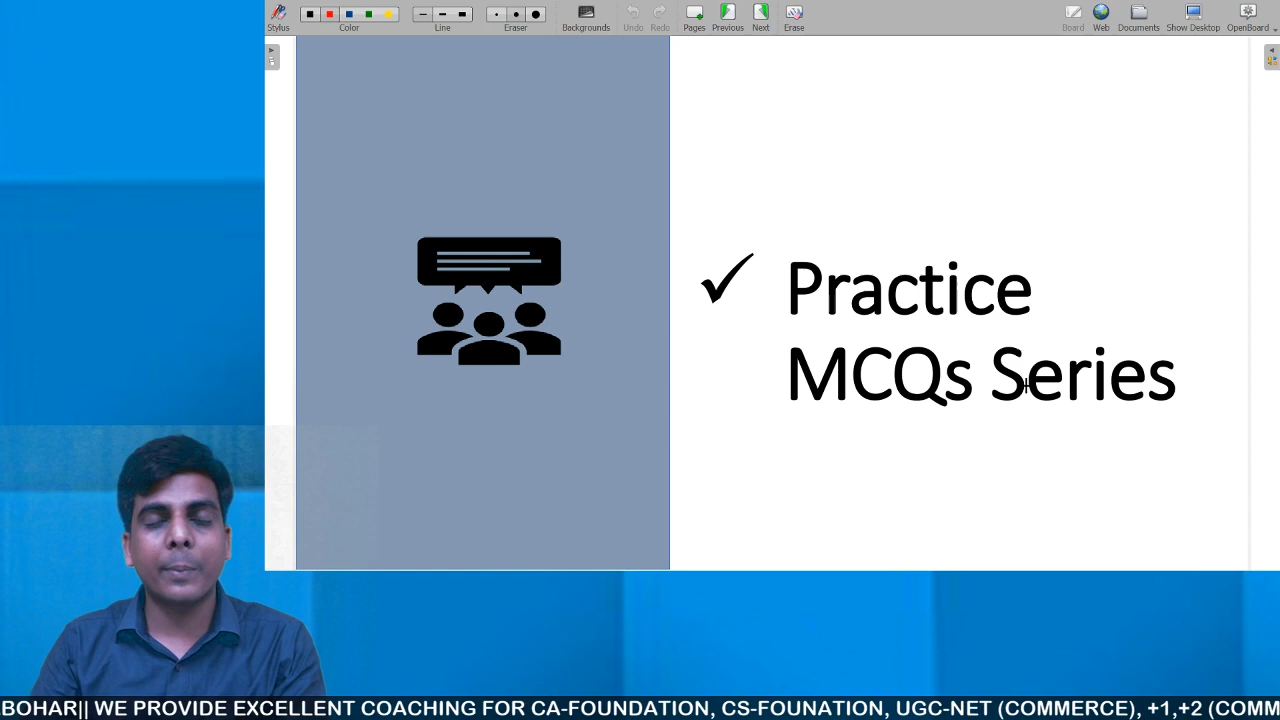 Stylus
Color
Line
Eraser
Backgrounds
Undo
Redo
Pages
Previous
Next
Erase
Board
Web
Documents
Show Desktop
OpenBoard
✓ Practice
MCQs Series
.BOHAR|| WE PROVIDE EXCELLENT COACHING FOR CA-FOUNDATION, CS-FOUNATION, UGC-NET (COMMERCE), +1,+2 (COMM